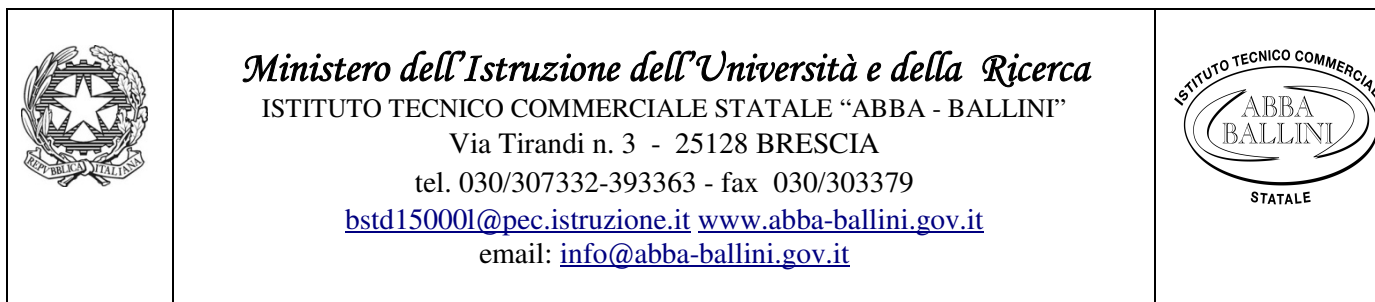 REPVBBLICA ITALIANA
Ministero dell'Istruzione dell'Università e della Ricerca
ISTITUTO TECNICO COMMERCIALE STATALE “ABBA - BALLINI”
Via Tirandi n. 3 - 25128 BRESCIA
tel. 030/307332-393363 - fax 030/303379
bstd15000l@pec.istruzione.it www.abba-ballini.gov.it
email: info@abba-ballini.gov.it
ISTITUTO TECNICO COMMERCIALE
ABBA
BALLINI
STATALE